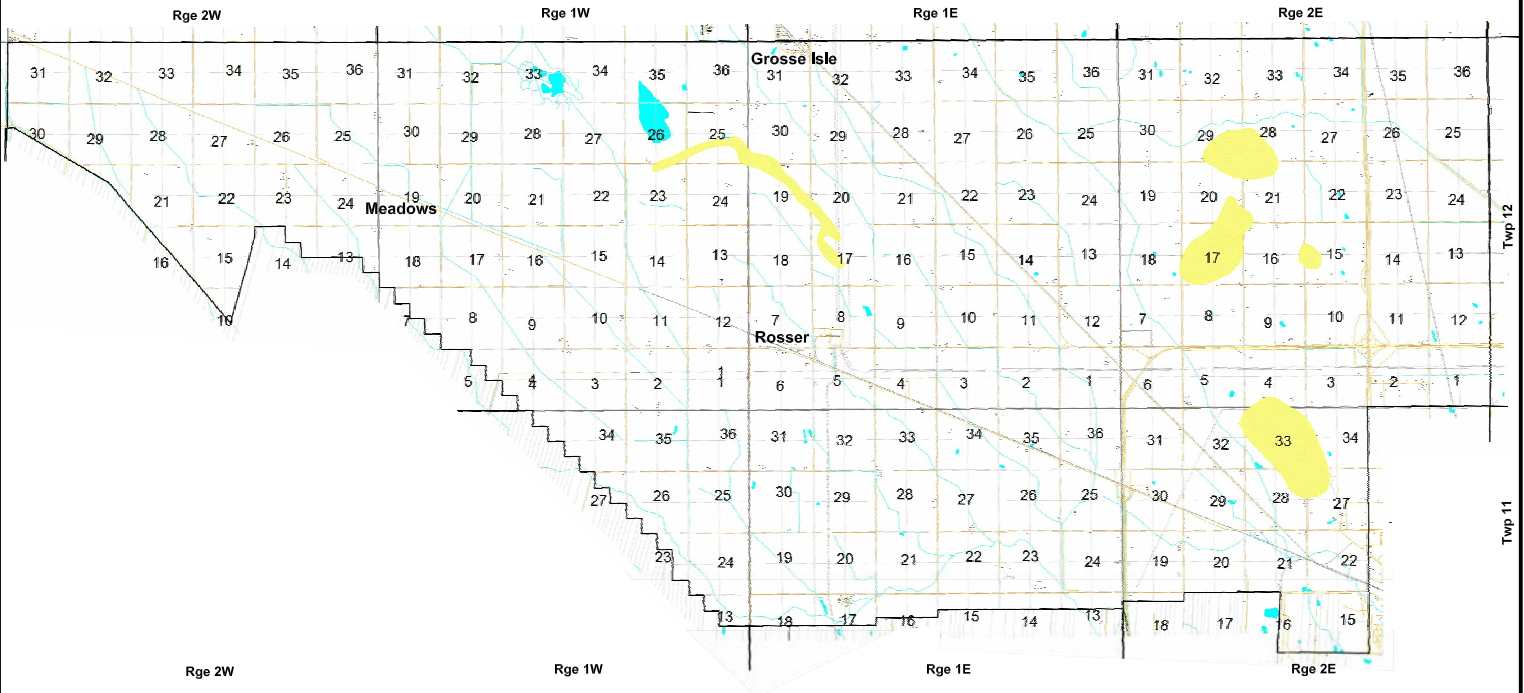 Rge 2W Rge 1W Rge 1E Rge 2E
Grosse Isle
31 32 33 34 35 36 31 32 33 34 35 36 31 32 33 34 35 36 31 32 33 34 35 36
30 29 28 27 26 25 30 29 28 27 26 25 30 29 28 27 26 25 30 29 28 27 26 25
21 22 23 24 19 20 21 22 23 24 19 20 21 22 23 24 19 20 21 22 23 24
Meadows
Twp 12
16 15 14 13 18 17 16 15 14 13 18 17 16 15 14 13 18 17 16 15 14 13
10 7 8 9 10 11 12 7 8 9 10 11 12 7 8 9 10 11 12
Rosser
5 4 3 2 1 1 6 5 4 3 2 1 6 5 4 3 2 1
34 35 36 31 32 33 34 35 36 31 32 33 34
27 26 25 30 29 28 27 26 25 30 29 28 27
Twp 11
23 24 19 20 21 22 23 24 19 20 21 22
13 18 17 16 15 14 13 18 17 16 15
Rge 2W Rge 1W Rge 1E Rge 2E